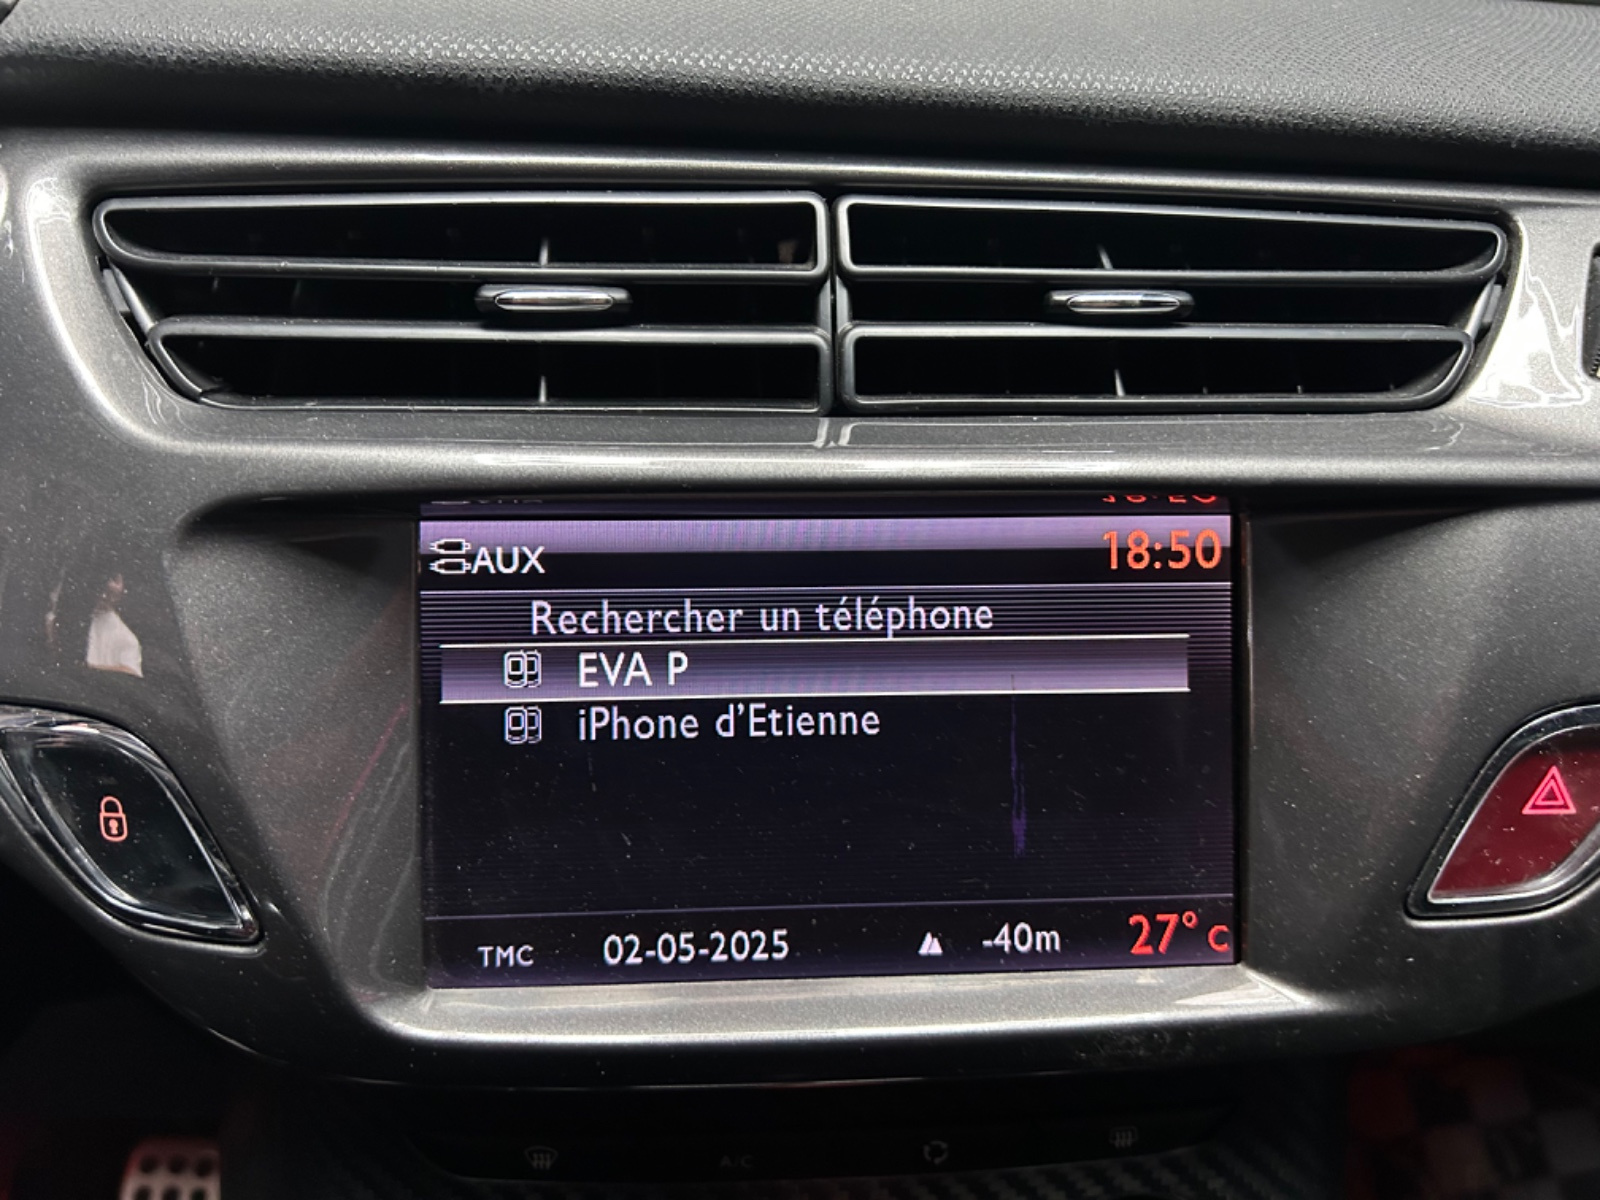 AUX 18:50
Rechercher un téléphone
EVA P
iPhone d'Etienne
TMC 02-05-2025 -40m 27° C
A/C